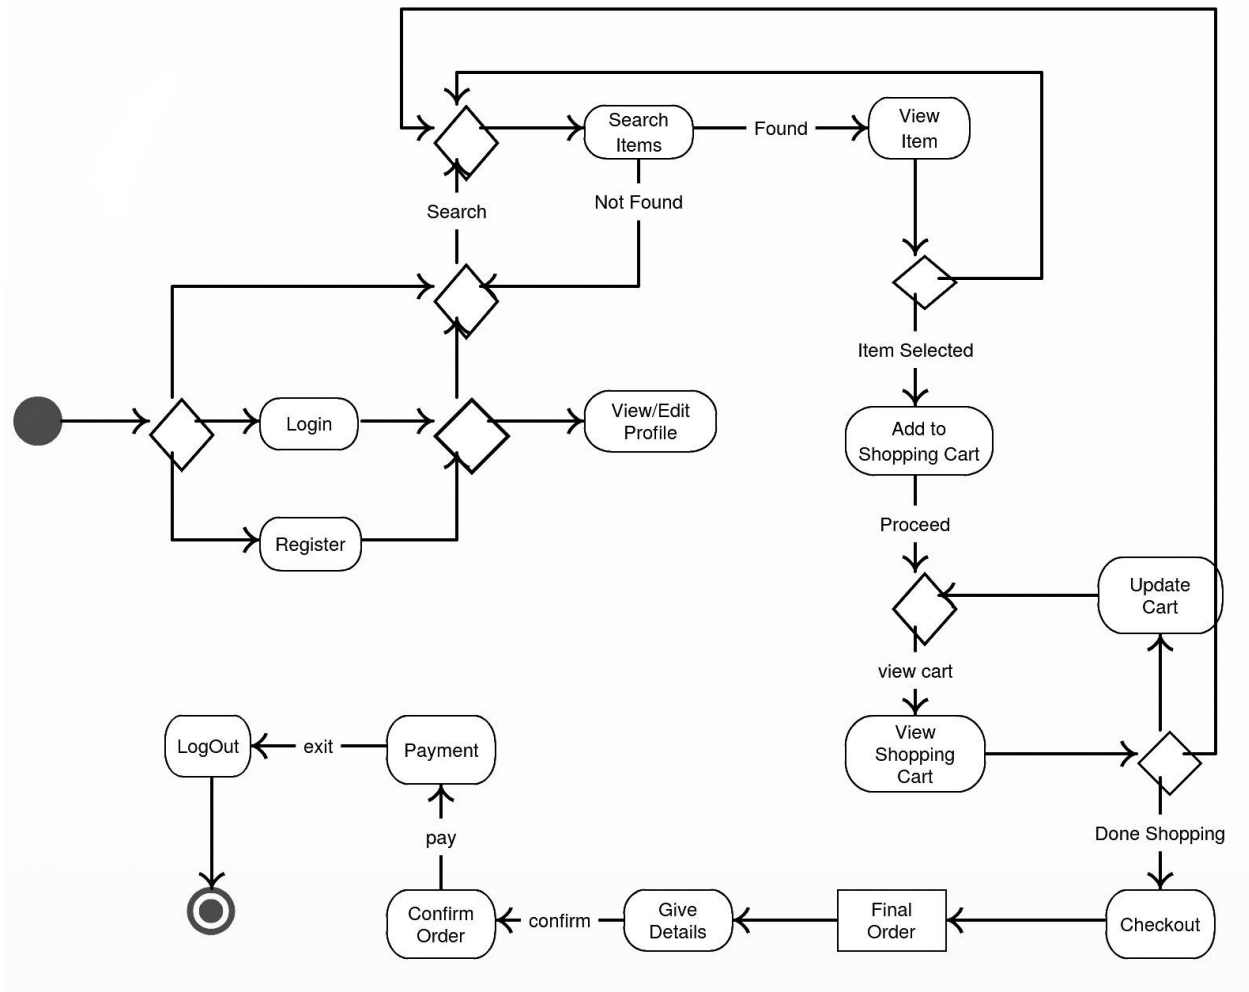 Search
Items
Found
View
Item
Not Found
Search
Item Selected
Login
View/Edit
Profile
Add to
Shopping Cart
Register
Proceed
Update
Cart
view cart
View
Shopping
Cart
LogOut
exit
Payment
pay
Done Shopping
Confirm
Order
confirm
Give
Details
Final
Order
Checkout